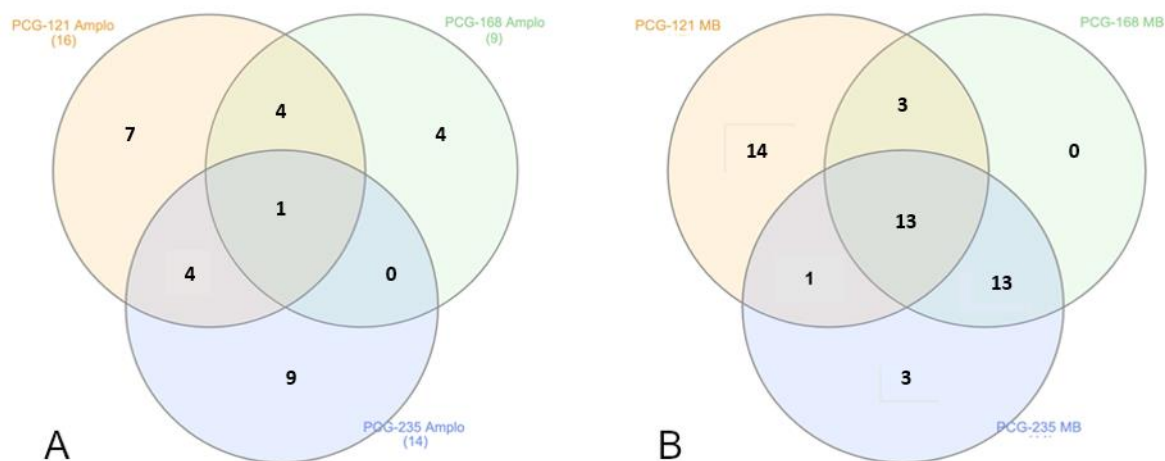 PCG-121 Amplo
(16)
PCG-168 Amplo
(9)
7
4
4
1
4
0
9
PCG-235 Amplo
(14)
A
PCG-121 MB
PCG-168 MB
3
14
0
13
1
13
3
PCG-235 MB
B